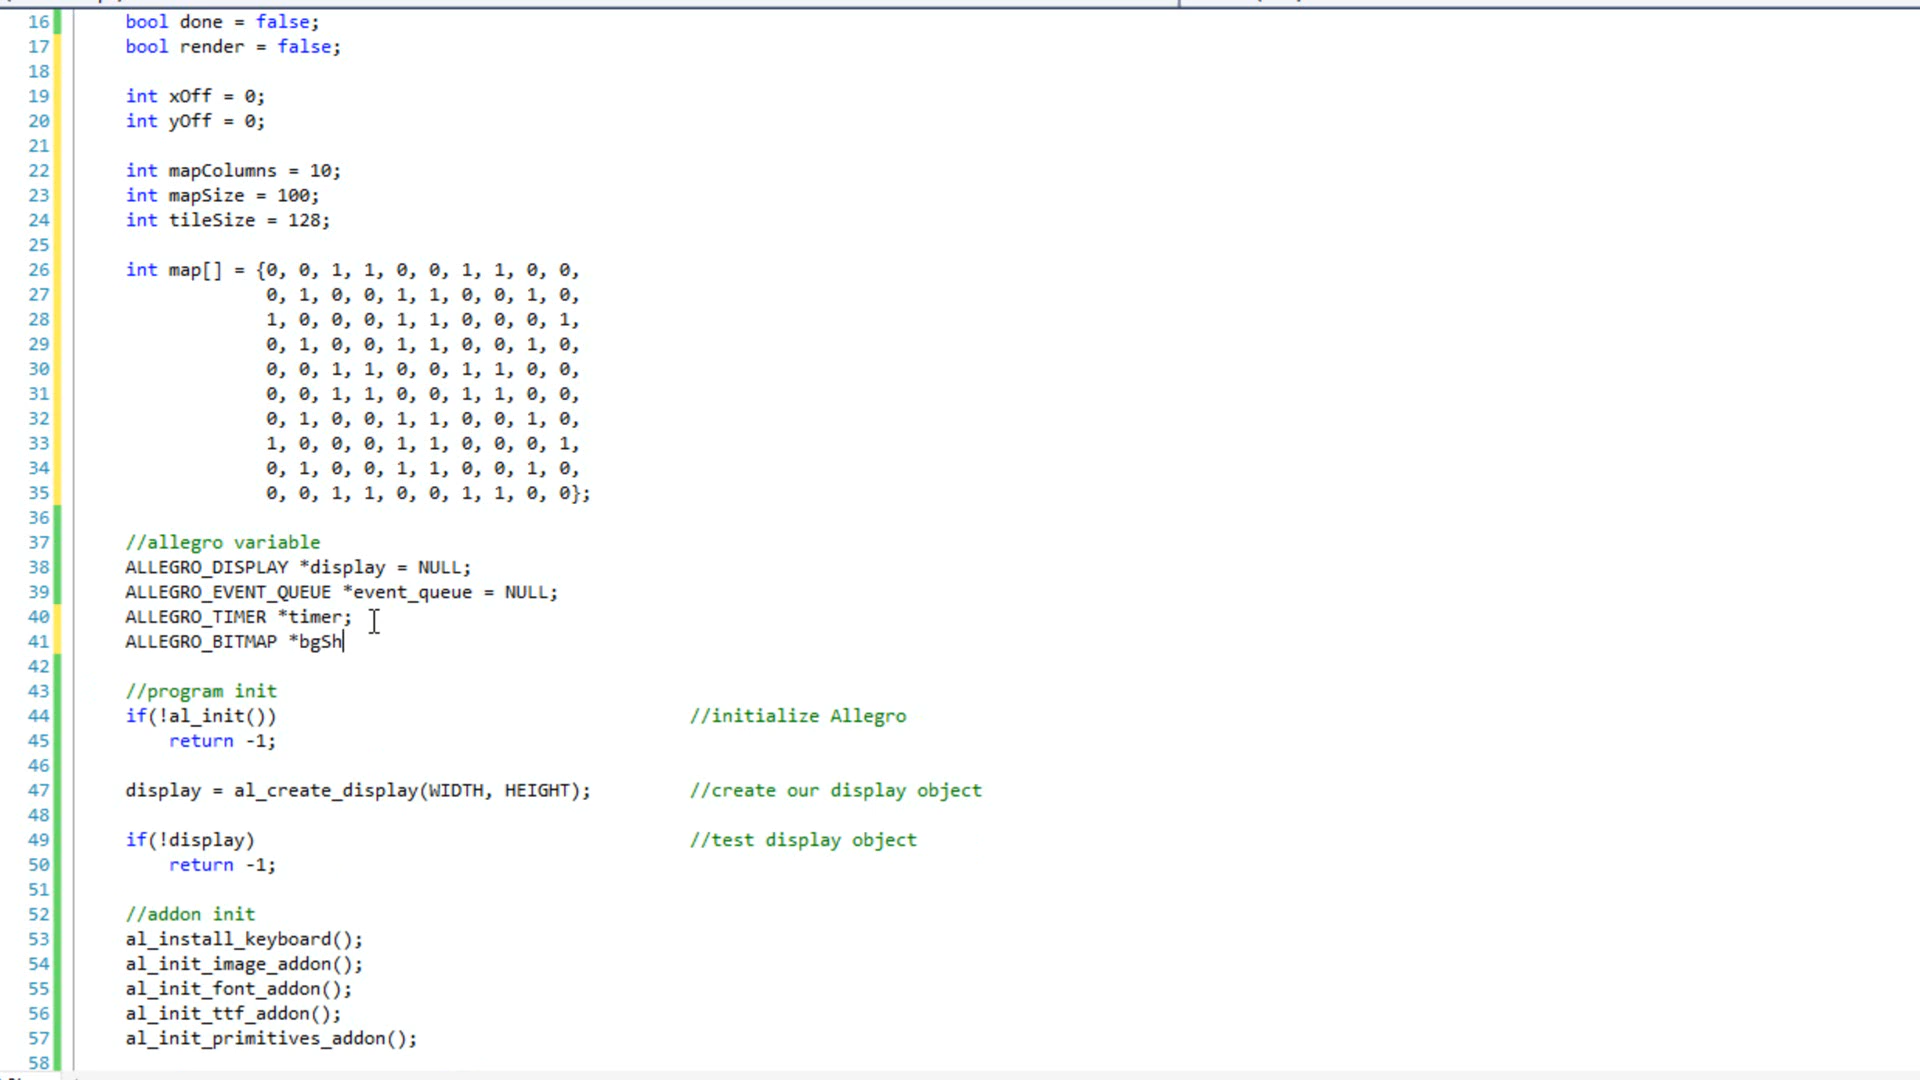 16 bool done = false;
17 bool render = false;
18
19 int xOff = 0;
20 int yOff = 0;
21
22 int mapColumns = 10;
23 int mapSize = 100;
24 int tileSize = 128;
25
26 int map[] = {0, 0, 1, 1, 0, 0, 1, 1, 0, 0,
27 0, 1, 0, 0, 1, 1, 0, 0, 1, 0,
28 1, 0, 0, 0, 1, 1, 0, 0, 0, 1,
29 0, 1, 0, 0, 1, 1, 0, 0, 1, 0,
30 0, 0, 1, 1, 0, 0, 1, 1, 0, 0,
31 0, 0, 1, 1, 0, 0, 1, 1, 0, 0,
32 0, 1, 0, 0, 1, 1, 0, 0, 1, 0,
33 1, 0, 0, 0, 1, 1, 0, 0, 0, 1,
34 0, 1, 0, 0, 1, 1, 0, 0, 1, 0,
35 0, 0, 1, 1, 0, 0, 1, 1, 0, 0};
36
37 //allegro variable
38 ALLEGRO_DISPLAY *display = NULL;
39 ALLEGRO_EVENT_QUEUE *event_queue = NULL;
40 ALLEGRO_TIMER *timer;
41 ALLEGRO_BITMAP *bgSh
42
43 //program init
44 if(!al_init()) //initialize Allegro
45 return -1;
46
47 display = al_create_display(WIDTH, HEIGHT); //create our display object
48
49 if(!display) //test display object
50 return -1;
51
52 //addon init
53 al_install_keyboard();
54 al_init_image_addon();
55 al_init_font_addon();
56 al_init_ttf_addon();
57 al_init_primitives_addon();
58